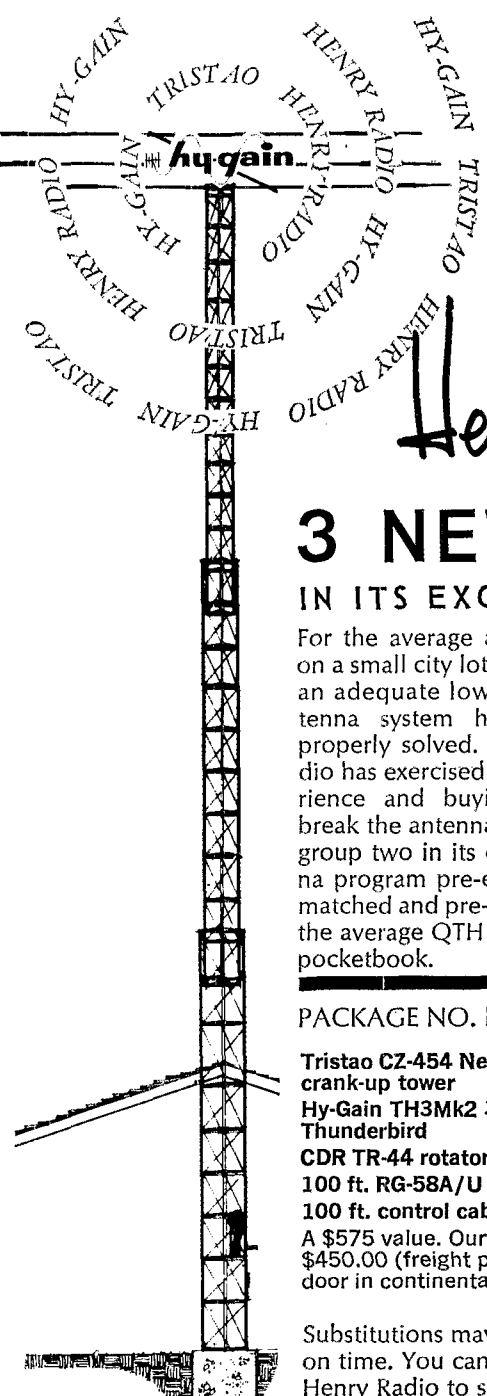 HY-GAIN
HENRY RADIO
HY-GAIN
TRISTAO
HENRY RADIO
hy-gain
HY-GAIN
TRISTAO
HENRY RADIO
HY-GAIN
TRISTAO
TRISTAO
HY-GAIN
HENRY RADIO
He
3 NE
IN ITS EXC
For the average a
on a small city lot
an adequate low
tenna system h
properly solved.
dio has exercised
rience and buyi
break the antenna
group two in its
na program pre-e
matched and pre-
the average QTH
pocketbook.
PACKAGE NO.
Tristao CZ-454 Ne
crank-up tower
Hy-Gain TH3Mk2
Thunderbird
CDR TR-44 rotator
100 ft. RG-58A/U
100 ft. control cab
A $575 value. Our
$450.00 (freight p
door in continenta
Substitutions may
on time. You can
Henry Radio to s